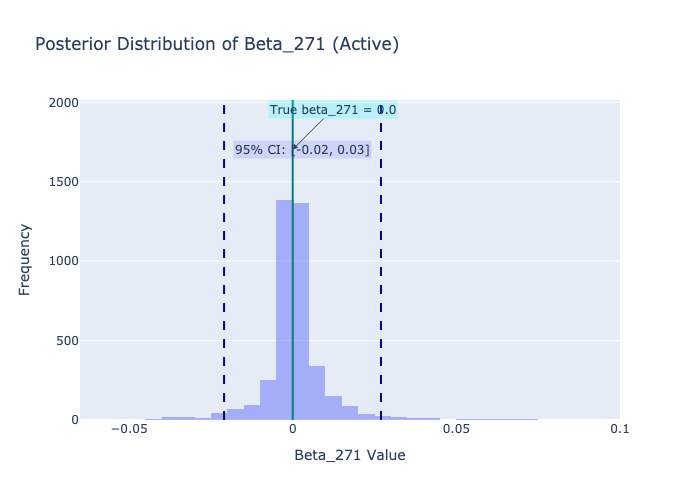 Posterior Distribution of Beta_271 (Active)
2000
True beta_271 = 0.0
95% CI: [-0.02, 0.03]
1500
Frequency
1000
500
0
−0.05
0
0.05
0.1
Beta_271 Value